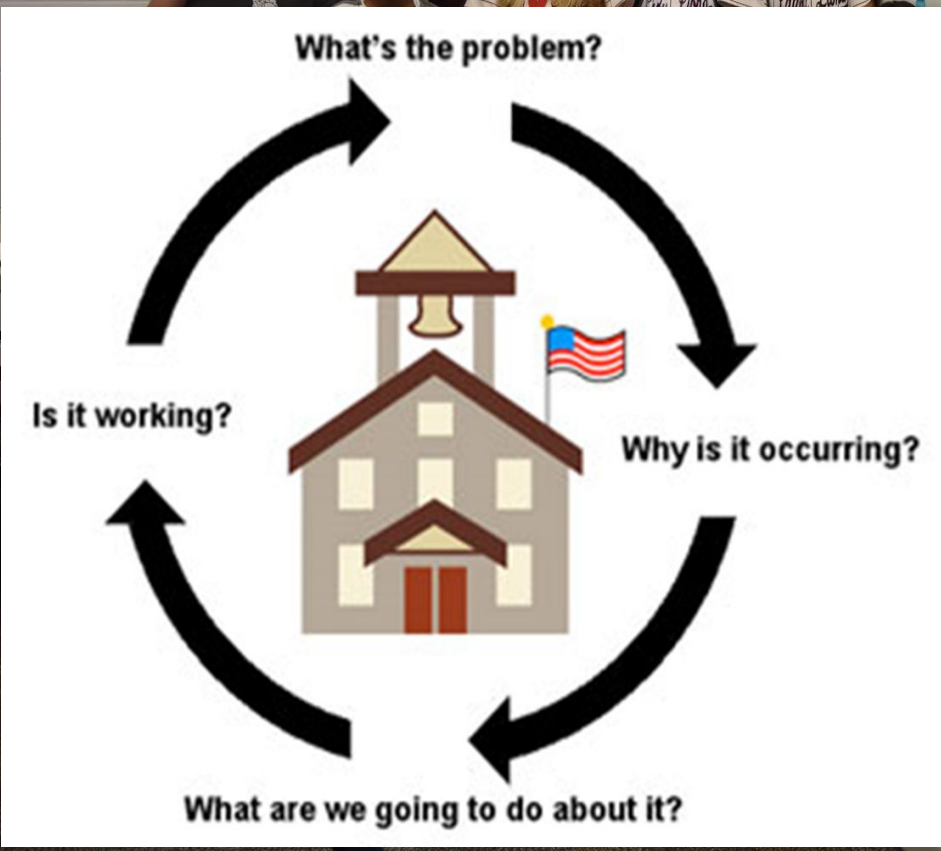 What's the problem?
Why is it occurring?
What are we going to do about it?
Is it working?